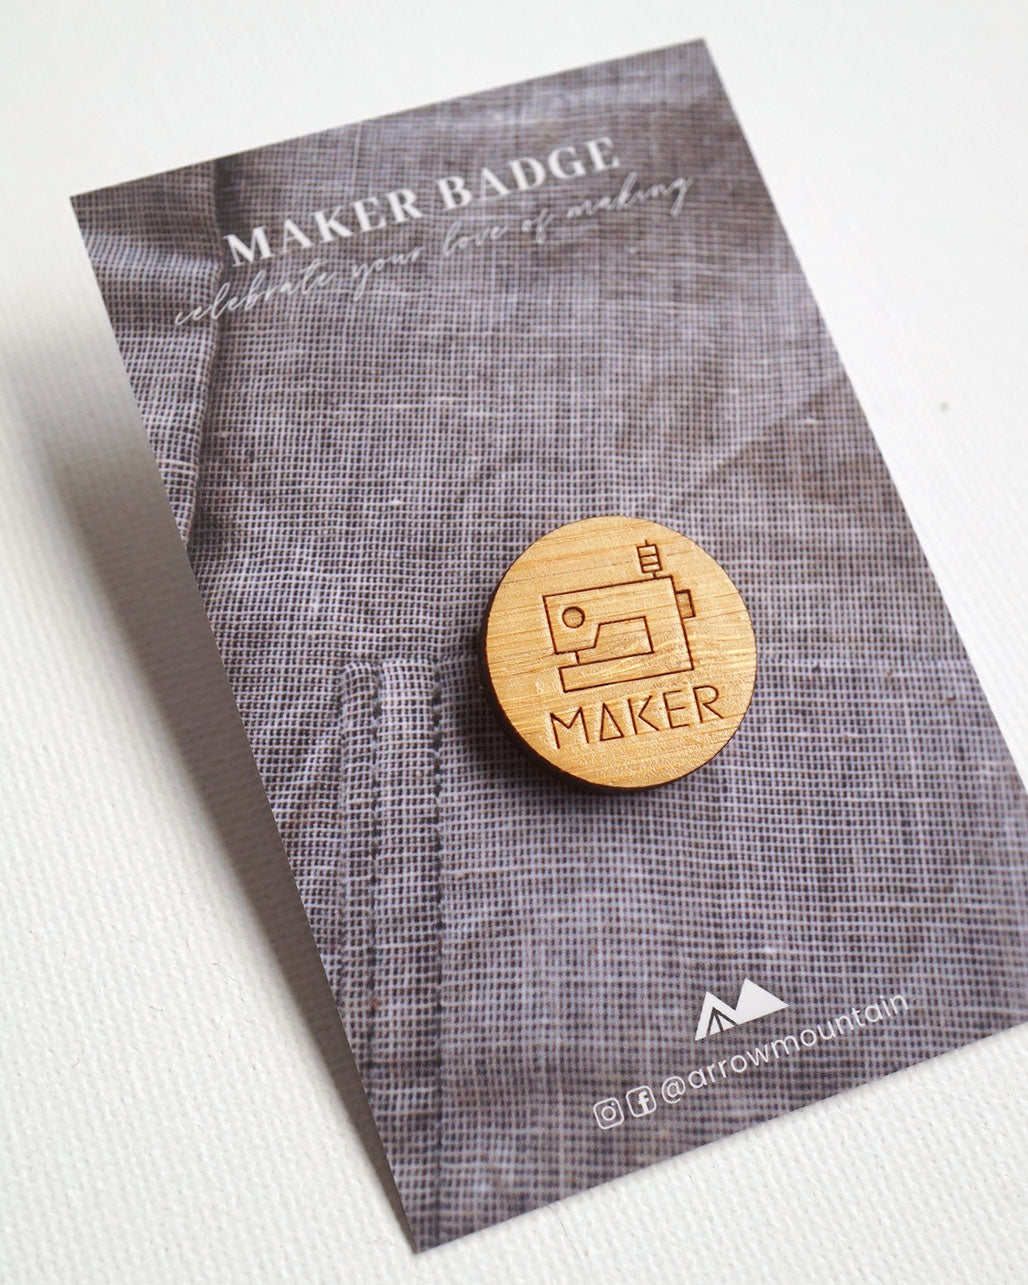 MAKER BADGE
celebrate your love of making
MAKER
@arrowmountain